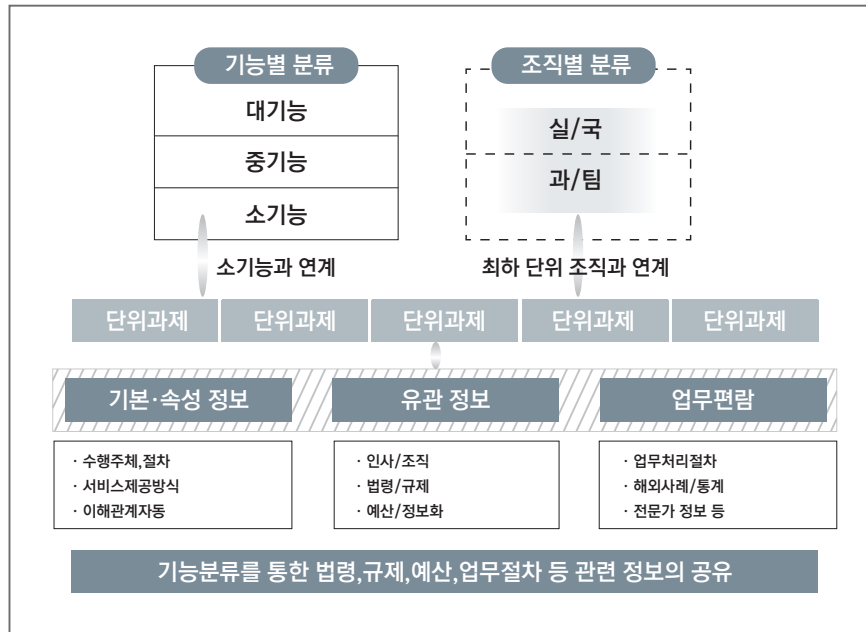 기능별 분류
대기능
중기능
소기능
조직별 분류
실/국
과/팀
소기능과 연계
최하 단위 조직과 연계
단위과제
단위과제
단위과제
단위과제
단위과제
기본·속성 정보
· 수행주체,절차
· 서비스제공방식
· 이해관계자동
유관 정보
· 인사/조직
· 법령/규제
· 예산/정보화
업무편람
· 업무처리절차
· 해외사례/통계
· 전문가 정보 등
기능분류를 통한 법령,규제,예산,업무절차 등 관련 정보의 공유